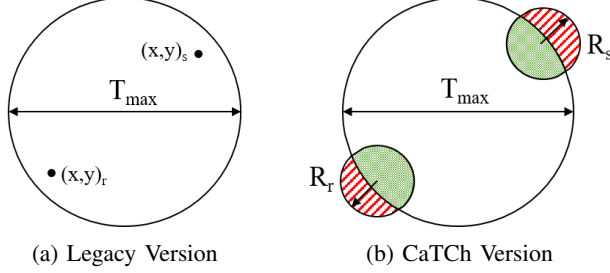 (x,y)s
Tmax
(x,y)r
(a) Legacy Version
Rs
Tmax
Rr
(b) CaTCh Version